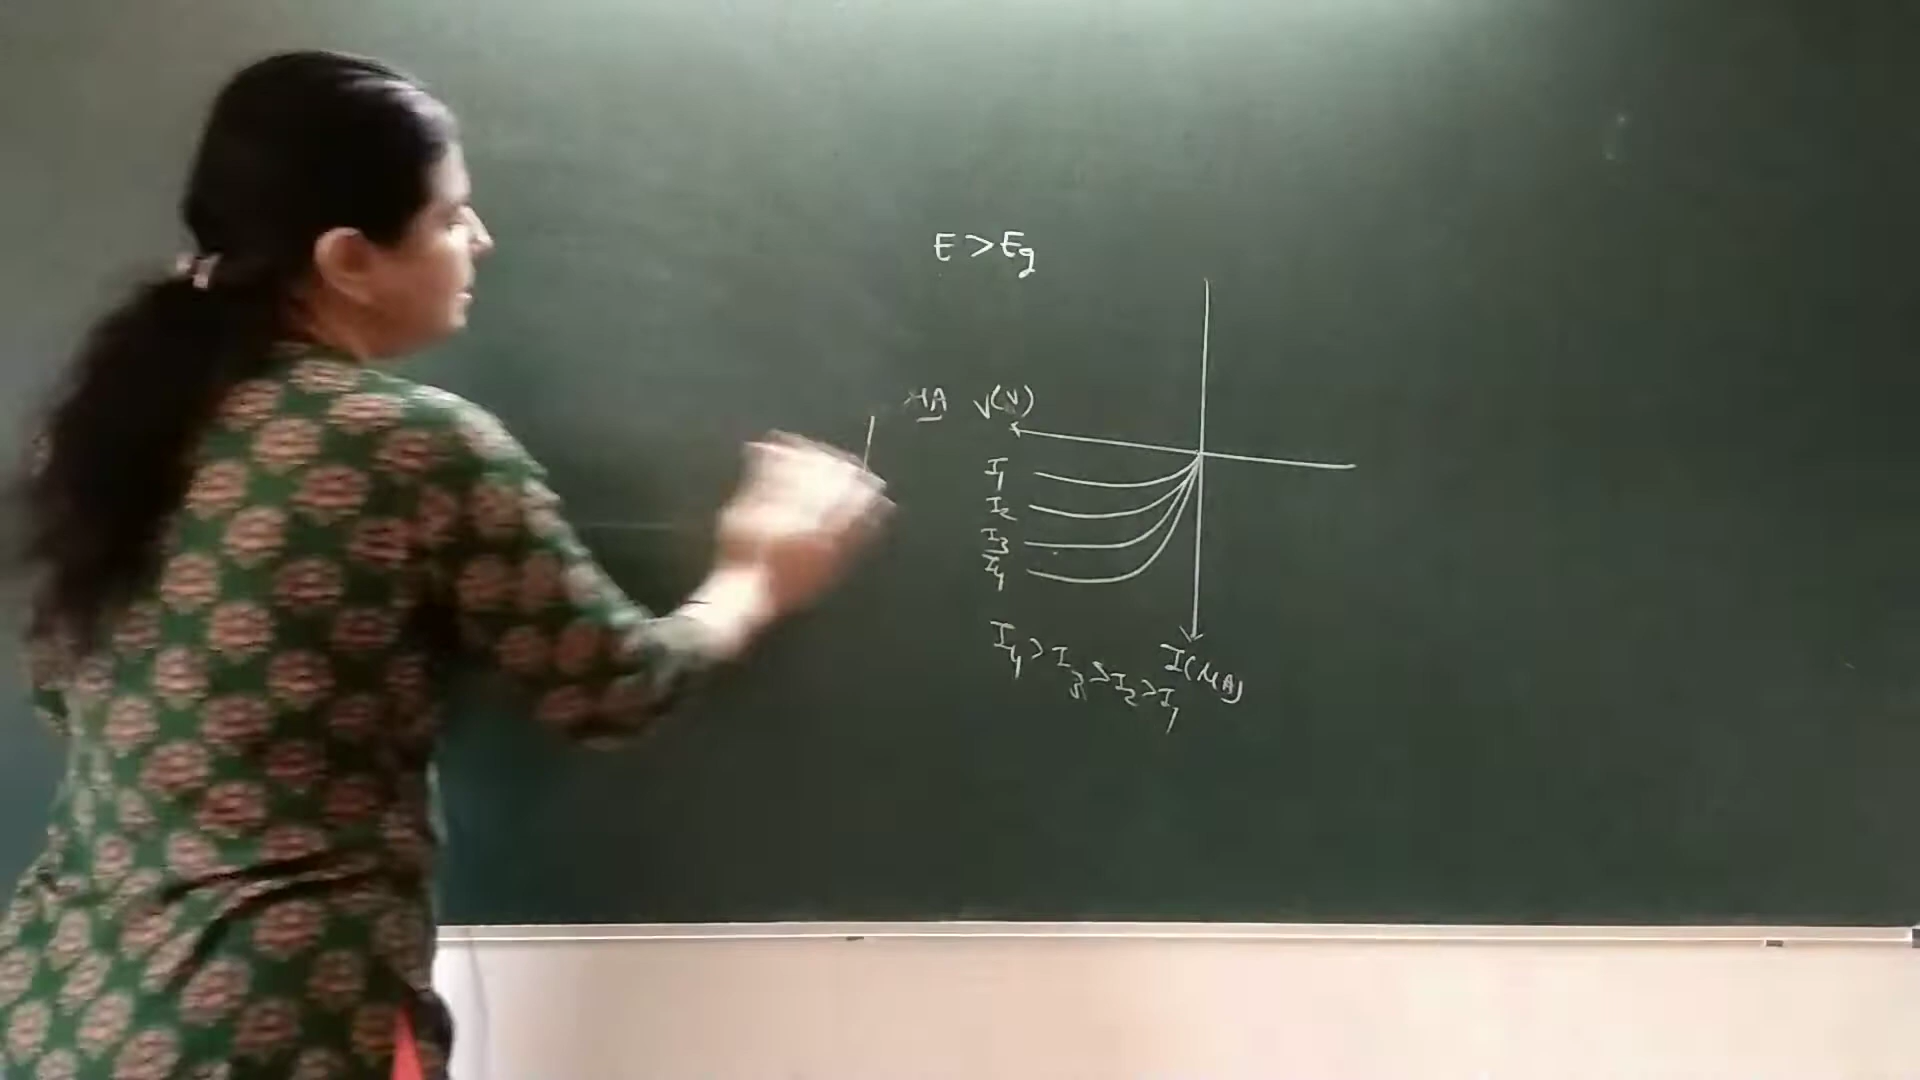 E > Eg
μA V(V)
I1
I2
I3
I4
I(μA)
I4 > I3 > I2 > I1